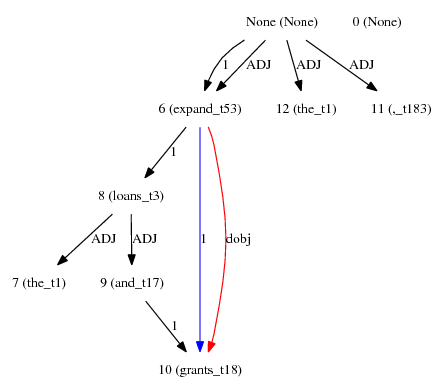 None (None) 0 (None)
1 ADJ ADJ ADJ
6 (expand_t53) 12 (the_t1) 11 (,_t183)
1
8 (loans_t3)
ADJ ADJ 1 dobj
7 (the_t1) 9 (and_t17)
1
10 (grants_t18)